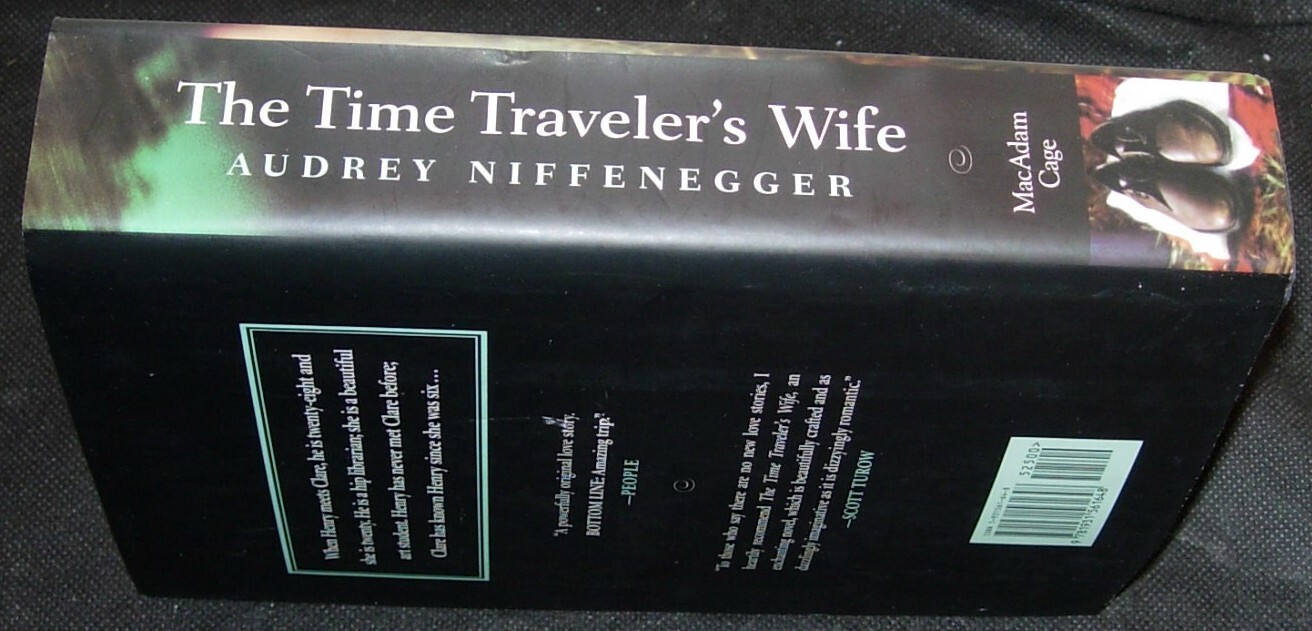 The Time Traveler's Wife
AUDREY NIFFENEGGER
MacAdam
Cage
When Henry meets Clare, he is twenty-eight and
she is twenty. He is a hip librarian; she is a beautiful
art student. Henry has never met Clare before;
Clare has known Henry since she was six...
"A powerfully original love story.
BOTTOM LINE: Amazing trip."
—PEOPLE
"To those who say there are no new love stories, I
heartily recommend The Time Traveler's Wife, an
enchanting novel, which is beautifully crafted and as
dazzlingly imaginative as it is dizzyingly romantic."
—SCOTT TUROW
52500>
9 781931 561648